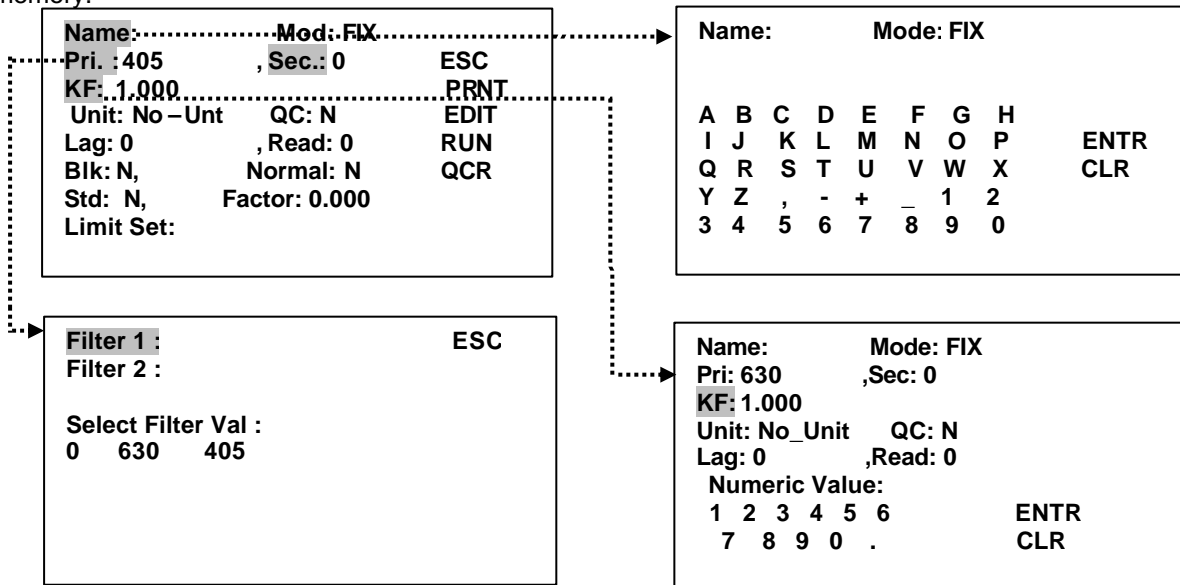 memory.
Name: Mod: FIX
Pri. : 405 , Sec.: 0 ESC
KF: 1.000 PRNT
Unit: No –Unt QC: N EDIT
Lag: 0 , Read: 0 RUN
Blk: N, Normal: N QCR
Std: N, Factor: 0.000
Limit Set:
Name: Mode: FIX
A B C D E F G H
I J K L M N O P ENTR
Q R S T U V W X CLR
Y Z , - + _ 1 2
3 4 5 6 7 8 9 0
Filter 1 : ESC
Filter 2 :
Select Filter Val :
0 630 405
Name: Mode: FIX
Pri: 630 ,Sec: 0
KF: 1.000
Unit: No_Unit QC: N
Lag: 0 ,Read: 0
Numeric Value:
1 2 3 4 5 6 ENTR
7 8 9 0 . CLR